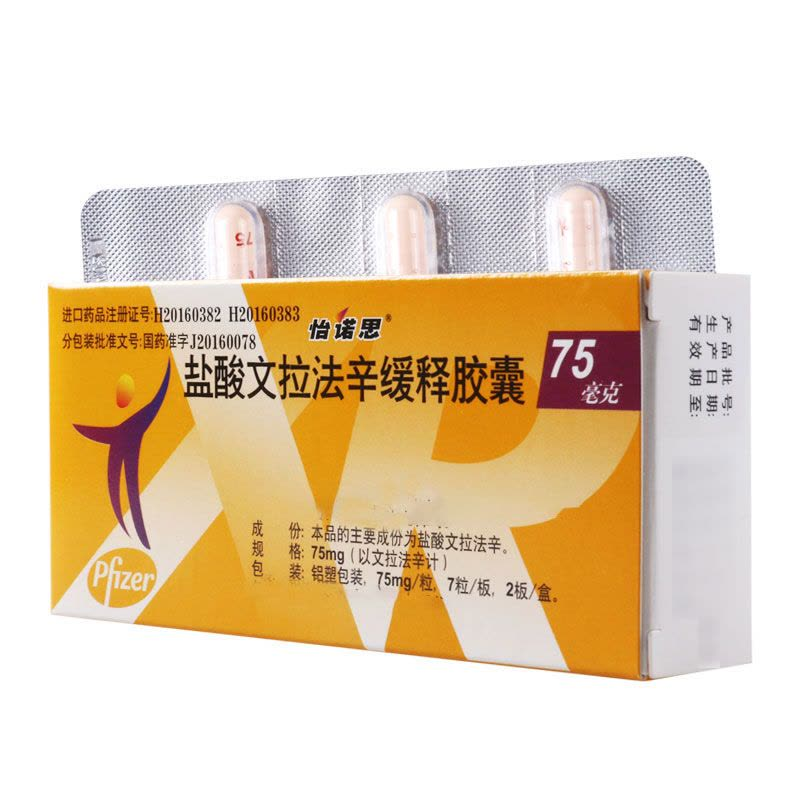 75
进口药品注册证号:H20160382 H20160383
分包装批准文号:国药准字J20160078
怡诺思®
盐酸文拉法辛缓释胶囊
75
毫克
XR
成 份: 本品的主要成份为盐酸文拉法辛。
规 格: 75mg(以文拉法辛计)
包 装: 铝塑包装, 75mg/粒, 7粒/板, 2板/盒。
Pfizer
产品批号:
生产日期:
有效期至: